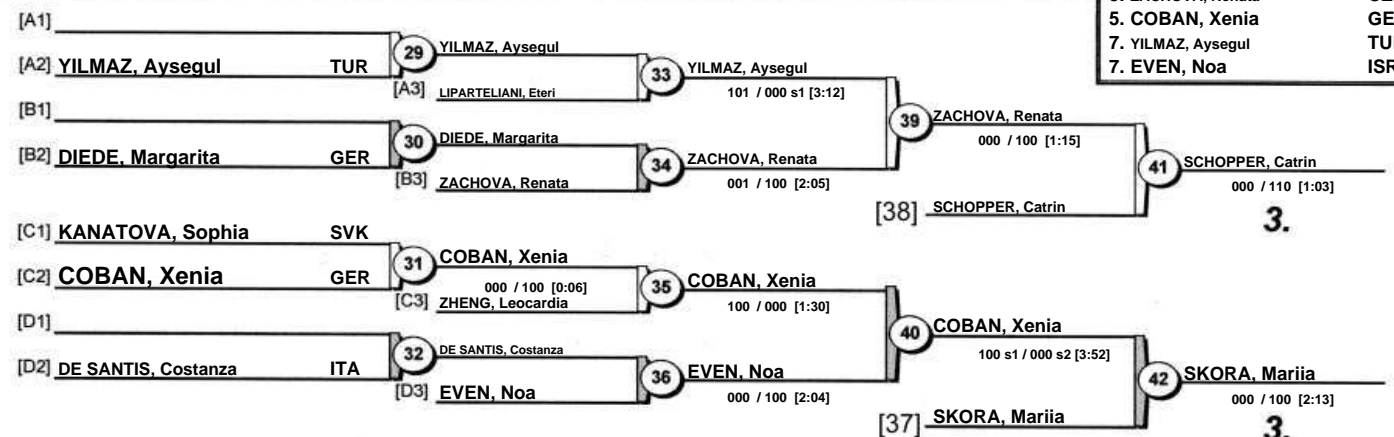 5. COBAN, Xenia GE
7. YILMAZ, Aysegul TU
7. EVEN, Noa ISR
[A1]
[A2] YILMAZ, Aysegul TUR
29
YILMAZ, Aysegul
[A3] LIPARTELIANI, Eteri
33
YILMAZ, Aysegul
101 / 000 s1 [3:12]
[B1]
[B2] DIEDE, Margarita GER
30
DIEDE, Margarita
[B3] ZACHOVA, Renata
34
ZACHOVA, Renata
001 / 100 [2:05]
39
ZACHOVA, Renata
000 / 100 [1:15]
[38] SCHOPPER, Catrin
41
SCHOPPER, Catrin
000 / 110 [1:03]
3.
[C1] KANATOVA, Sophia SVK
[C2] COBAN, Xenia GER
31
COBAN, Xenia
000 / 100 [0:06]
[C3] ZHENG, Leocardia
35
COBAN, Xenia
100 / 000 [1:30]
[D1]
[D2] DE SANTIS, Costanza ITA
32
DE SANTIS, Costanza
[D3] EVEN, Noa
36
EVEN, Noa
000 / 100 [2:04]
40
COBAN, Xenia
100 s1 / 000 s2 [3:52]
[37] SKORA, Mariia
42
SKORA, Mariia
000 / 100 [2:13]
3.